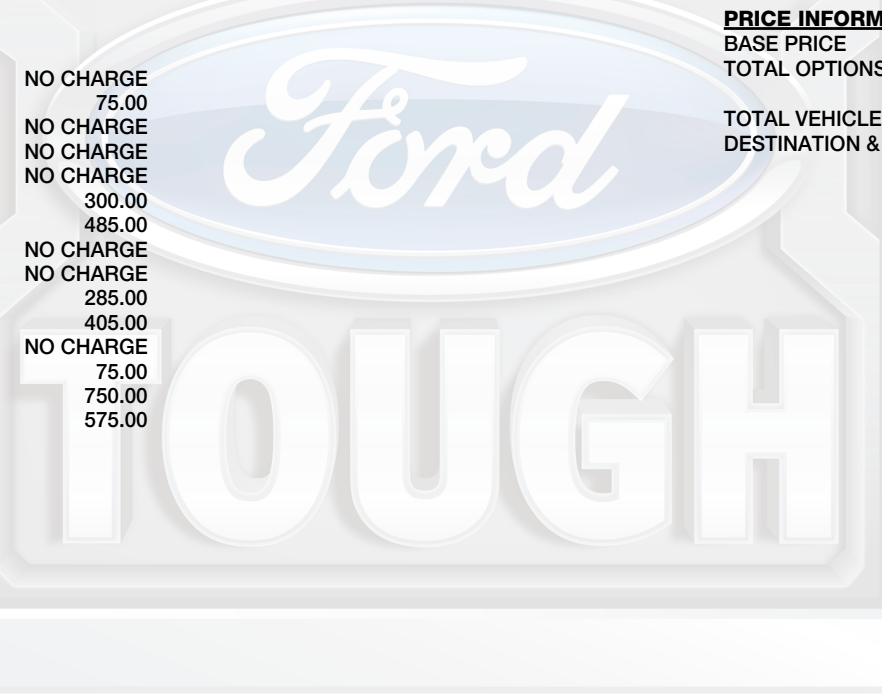 NO CHARGE
75.00
NO CHARGE
NO CHARGE
NO CHARGE
300.00
485.00
NO CHARGE
NO CHARGE
285.00
405.00
NO CHARGE
75.00
750.00
575.00
PRICE INFORM
BASE PRICE
TOTAL OPTIONS
TOTAL VEHICLE
DESTINATION &
Ford
TOUGH